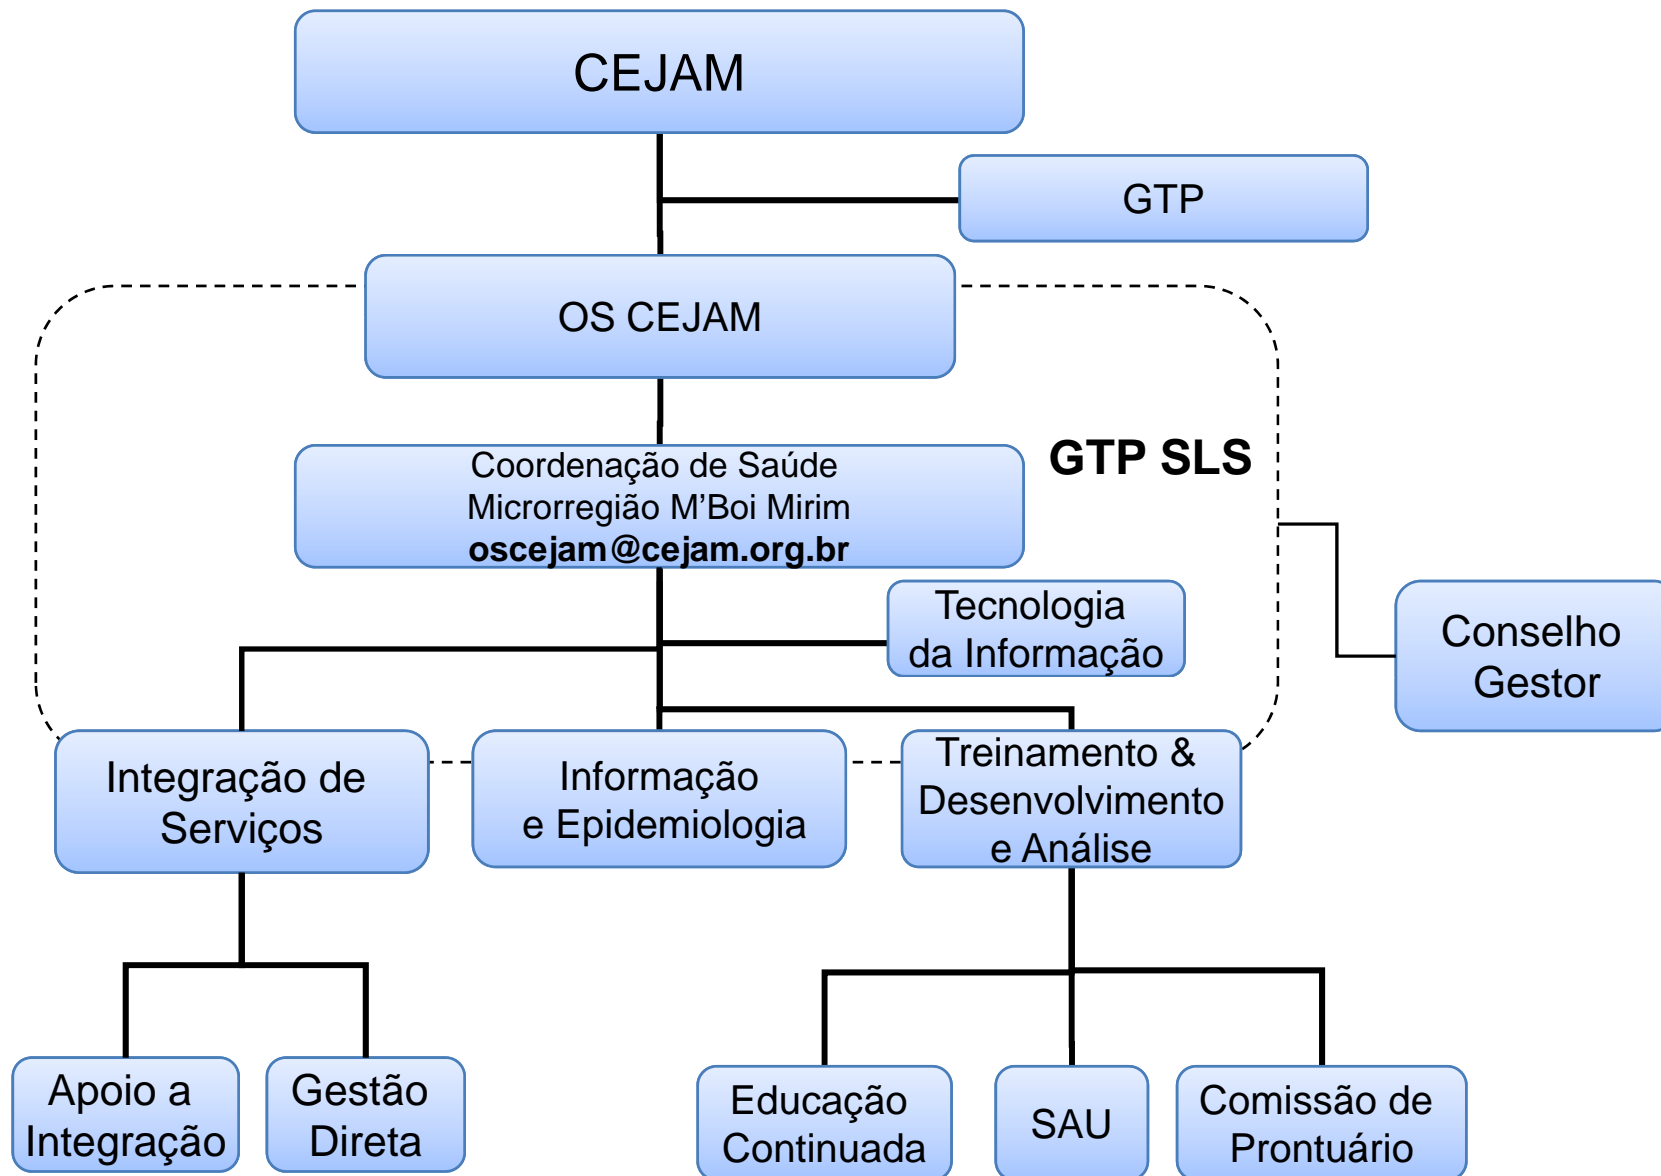 CEJAM
GTP
OS CEJAM
GTP SLS
Coordenação de Saúde
Microrregião M’Boi Mirim
oscejam@cejam.org.br
Tecnologia
da Informação
Conselho
Gestor
Integração de
Serviços
Informação
e Epidemiologia
Treinamento &
Desenvolvimento
e Análise
Apoio a
Integração
Gestão
Direta
Educação
Continuada
SAU
Comissão de
Prontuário